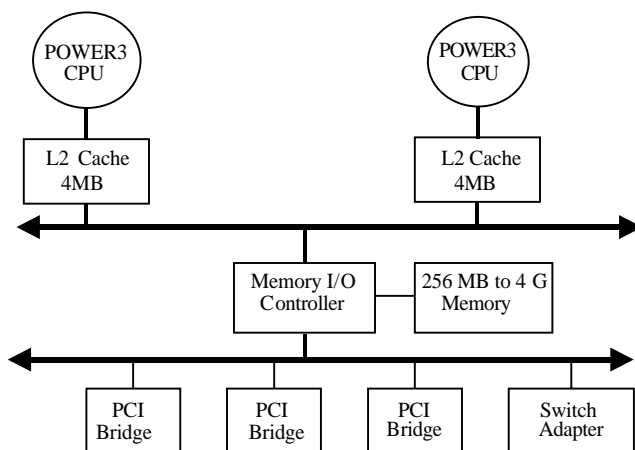 POWER3
CPU
POWER3
CPU
L2 Cache
4MB
L2 Cache
4MB
Memory I/O
Controller
256 MB to 4 G
Memory
PCI
Bridge
PCI
Bridge
PCI
Bridge
Switch
Adapter